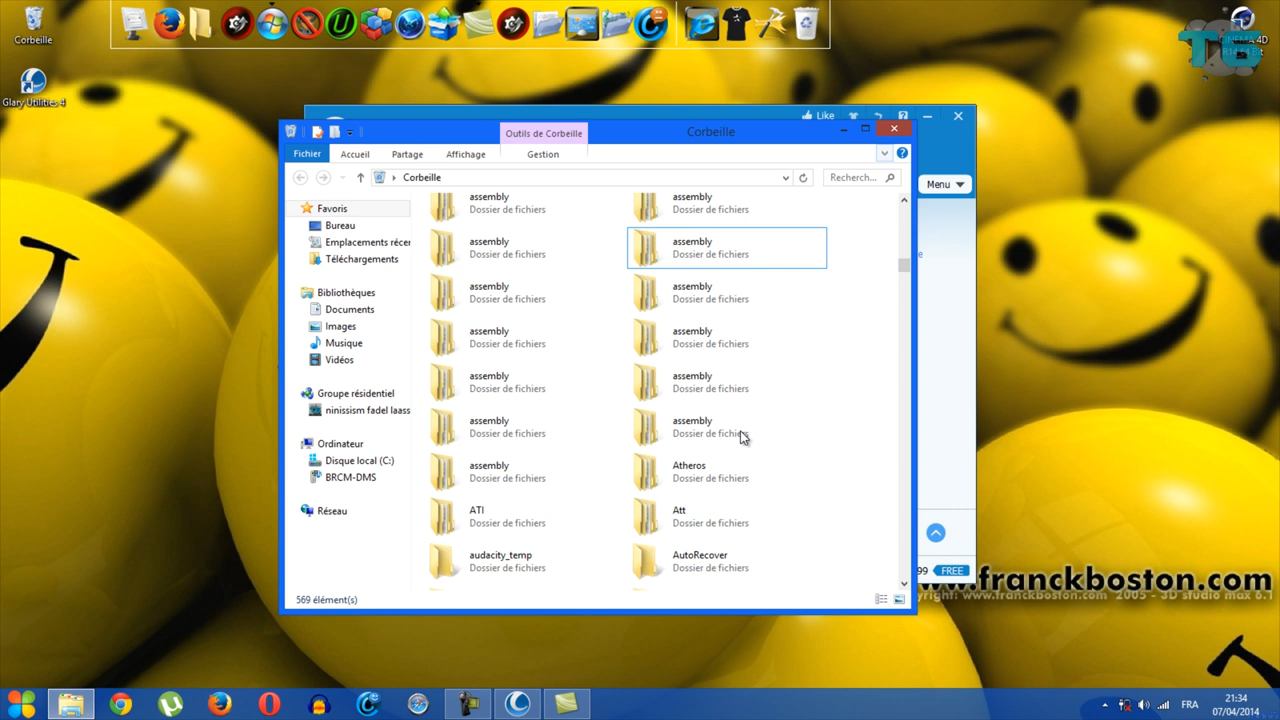 Corbeille
Glary Utilities 4
CINEMA 4D
Like
Menu
Outils de Corbeille
Corbeille
Fichier
Accueil
Partage
Affichage
Gestion
Corbeille
Recherch...
Favoris
Bureau
Emplacements récer
Téléchargements
Bibliothèques
Documents
Images
Musique
Vidéos
Groupe résidentiel
ninissism fadel laass
Ordinateur
Disque local (C:)
BRCM-DMS
Réseau
assembly
Dossier de fichiers
assembly
Dossier de fichiers
assembly
Dossier de fichiers
assembly
Dossier de fichiers
assembly
Dossier de fichiers
assembly
Dossier de fichiers
assembly
Dossier de fichiers
assembly
Dossier de fichiers
assembly
Dossier de fichiers
assembly
Dossier de fichiers
assembly
Dossier de fichiers
assembly
Dossier de fichiers
assembly
Dossier de fichiers
Atheros
Dossier de fichiers
ATI
Dossier de fichiers
Att
Dossier de fichiers
audacity_temp
Dossier de fichiers
AutoRecover
Dossier de fichiers
569 élément(s)
99 FREE
.franckboston.com
yright: www.franckboston.com 2005 - 3D studio max 6.1
FRA
21:34
07/04/2014